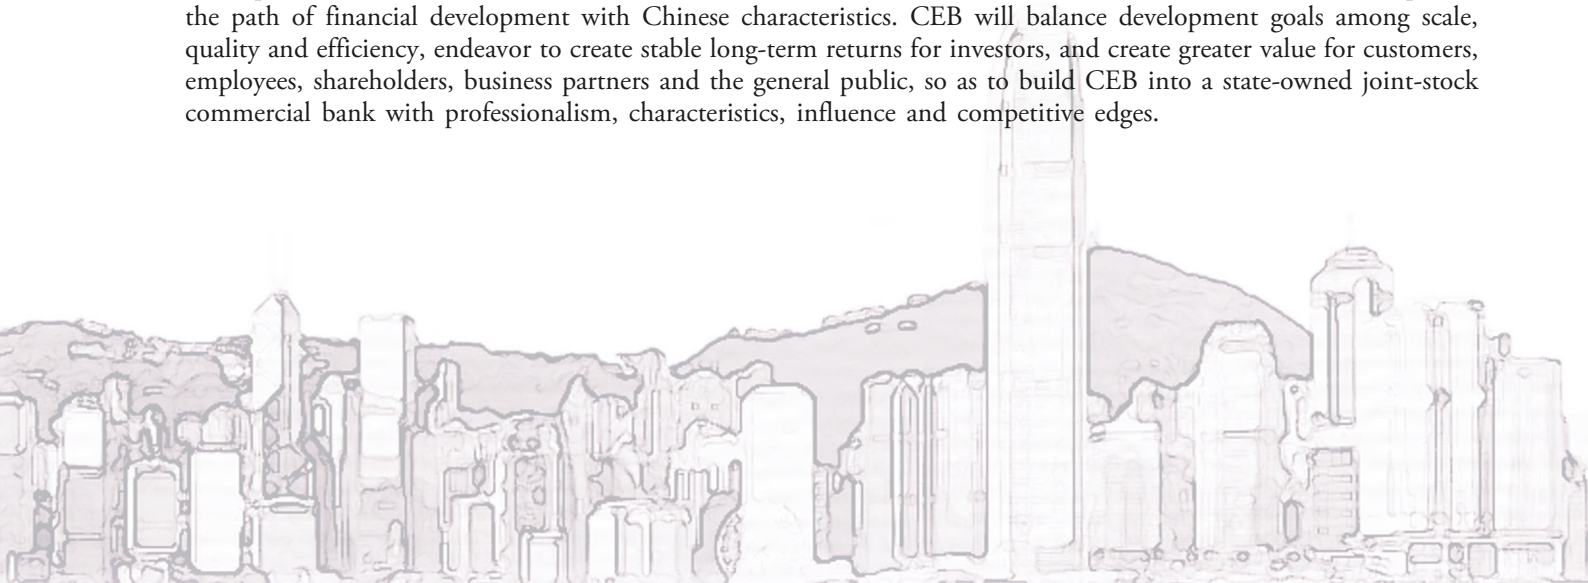 the path of financial development with Chinese characteristics. CEB will balance development goals among scale,
quality and efficiency, endeavor to create stable long-term returns for investors, and create greater value for customers,
employees, shareholders, business partners and the general public, so as to build CEB into a state-owned joint-stock
commercial bank with professionalism, characteristics, influence and competitive edges.